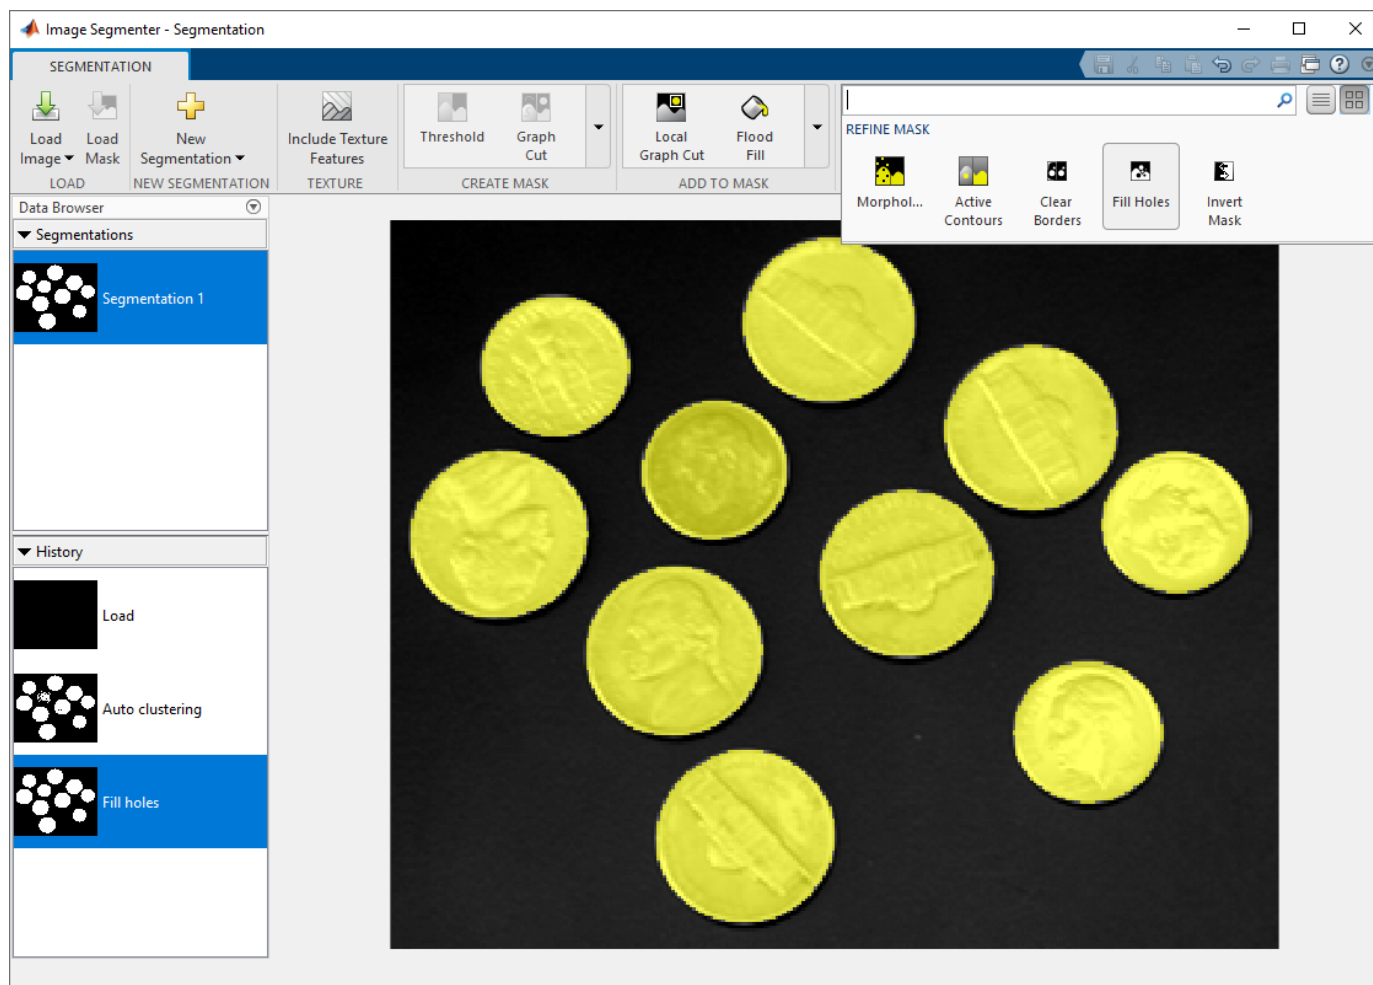 Image Segmenter - Segmentation
SEGMENTATION
Load
Image
Load
Mask
New
Segmentation
Include Texture
Features
Threshold
Graph
Cut
Local
Graph Cut
Flood
Fill
LOAD
NEW SEGMENTATION
TEXTURE
CREATE MASK
ADD TO MASK
REFINE MASK
Morphol...
Active
Contours
Clear
Borders
Fill Holes
Invert
Mask
Data Browser
Segmentations
Segmentation 1
History
Load
Auto clustering
Fill holes